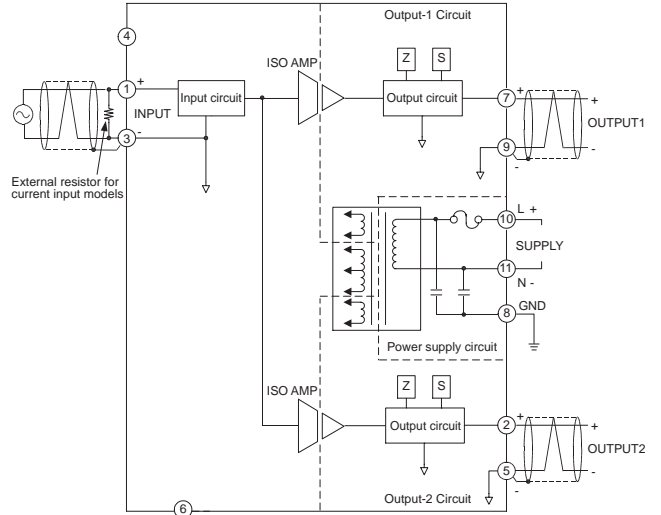 Output-1 Circuit
4
ISO AMP
Z
S
1
+
INPUT
Input circuit
Output circuit
7
+
+
OUTPUT1
3
-
9
-
-
External resistor for
current input models
L +
10
SUPPLY
11
N -
GND
8
Power supply circuit
ISO AMP
Z
S
Output circuit
2
+
+
OUTPUT2
5
-
-
6
Output-2 Circuit